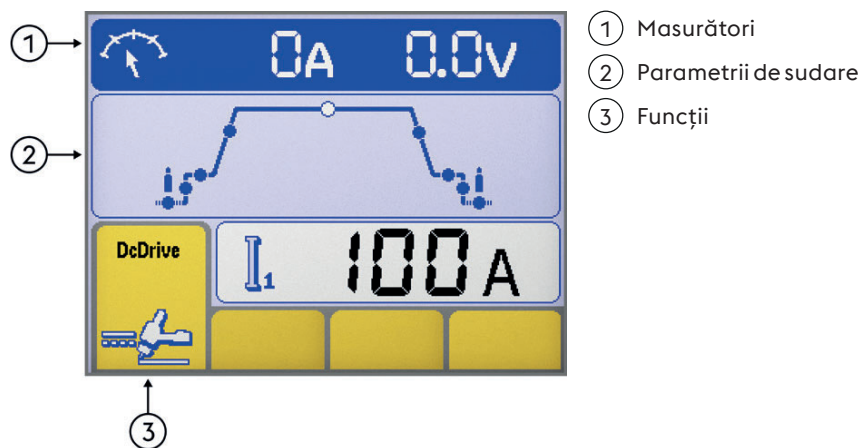 1
0A 0.0V
2
DcDrive
I1 100A
3
1 Masurători
2 Parametrii de sudare
3 Funcții